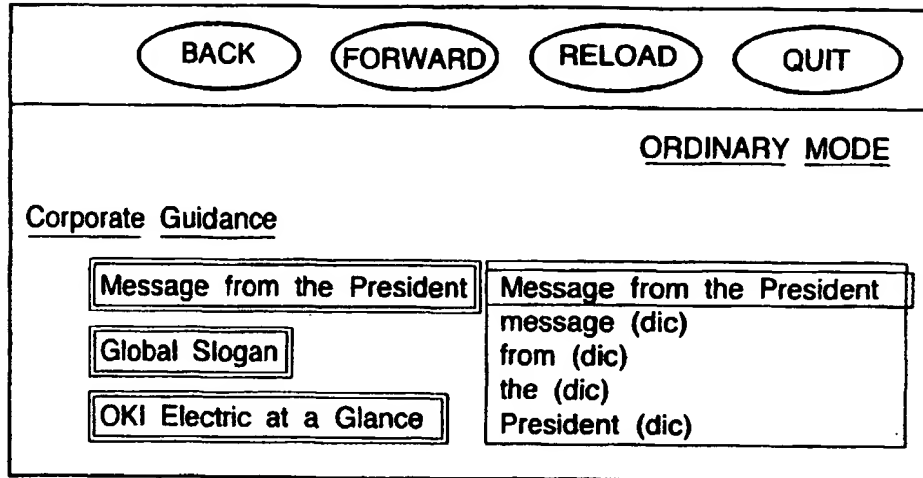 BACK FORWARD RELOAD QUIT
ORDINARY MODE
Corporate Guidance
Message from the President Message from the President
message (dic)
Global Slogan from (dic)
the (dic)
OKI Electric at a Glance President (dic)